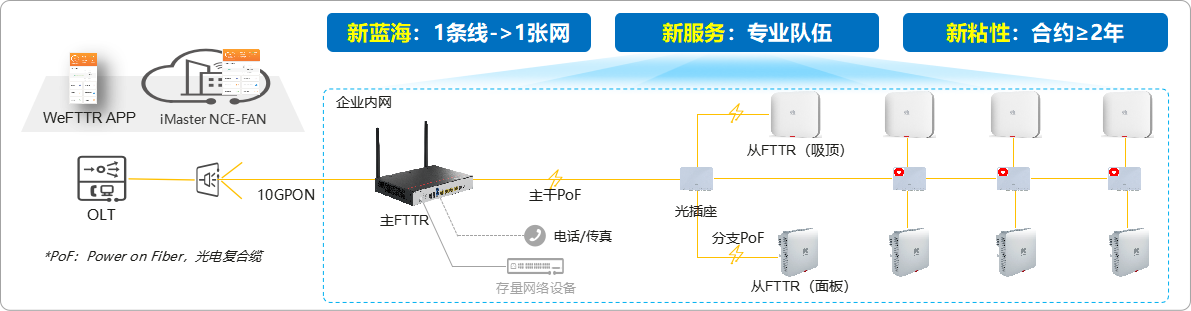 新蓝海：1条线->1张网
新服务：专业队伍
新粘性：合约≥2年
WeFTTR APP
iMaster NCE-FAN
企业内网
OLT
10GPON
主FTTR
主干PoF
光插座
从FTTR（吸顶）
电话/传真
分支PoF
存量网络设备
从FTTR（面板）
*PoF：Power on Fiber，光电复合缆